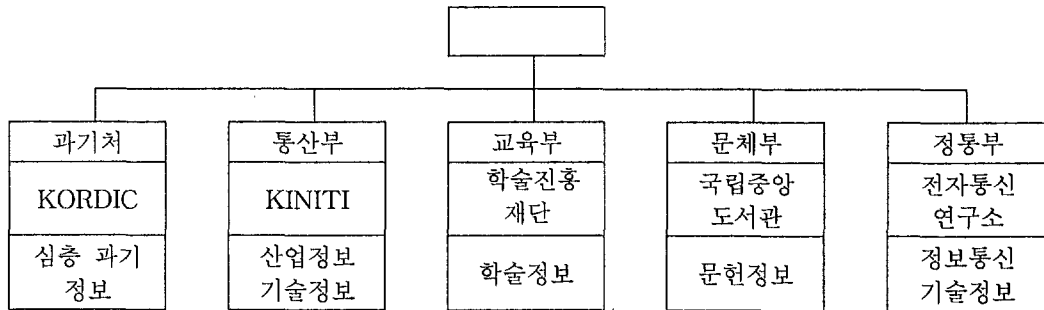 과기처
KORDIC
심층 과기
정보
통산부
KINITI
산업정보
기술정보
교육부
학술진흥
재단
학술정보
문체부
국립중앙
도서관
문헌정보
정통부
전자통신
연구소
정보통신
기술정보